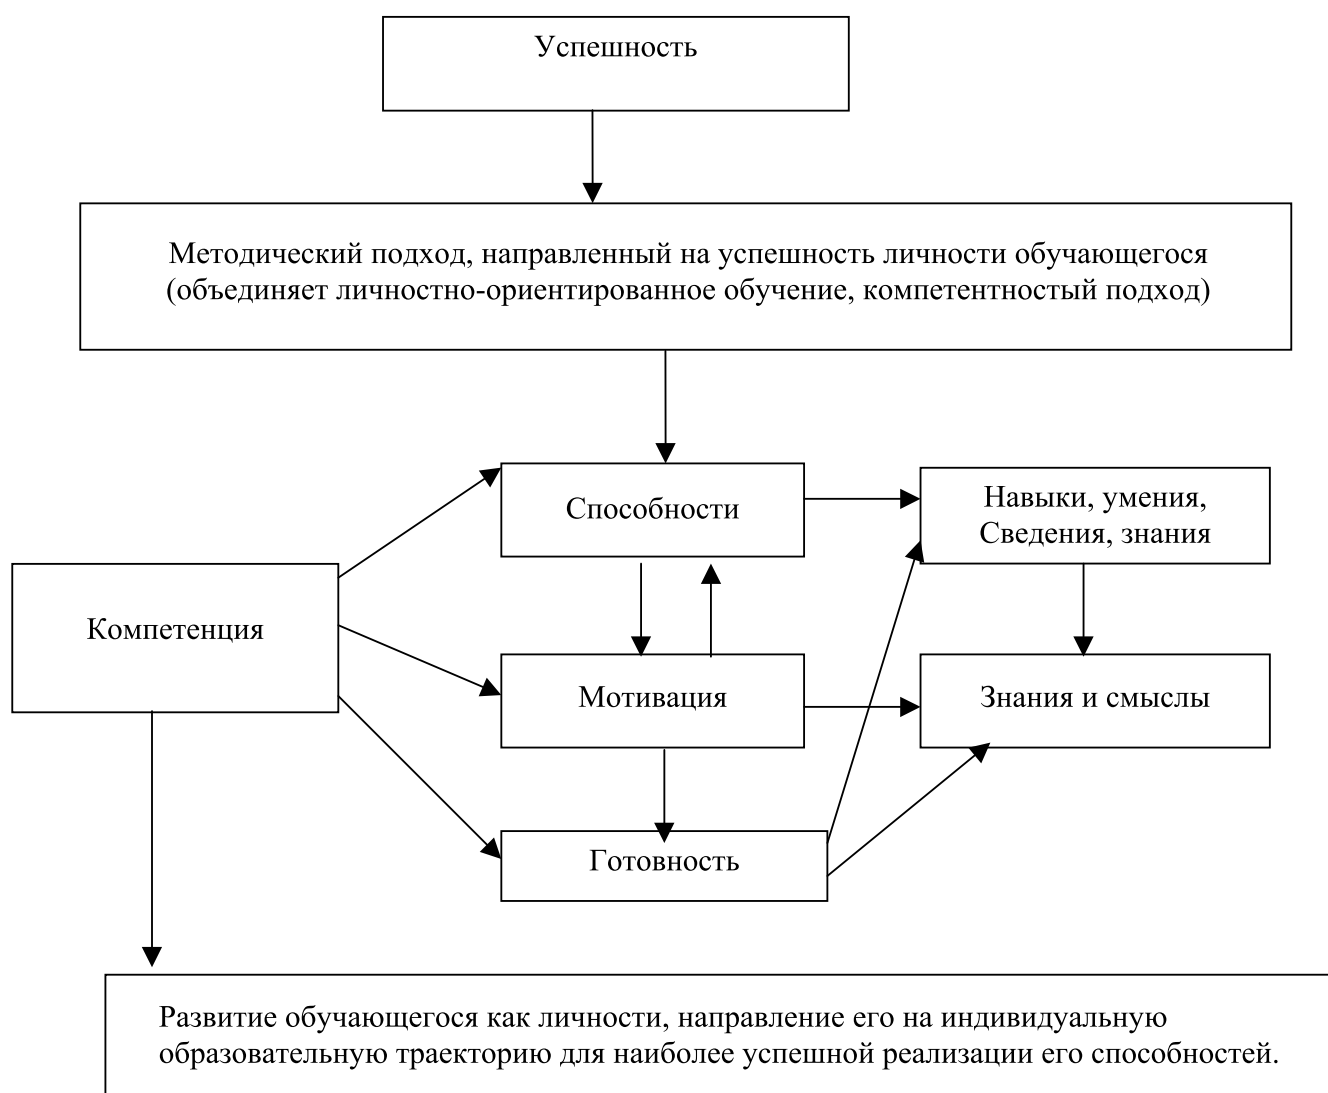 Успешность
Методический подход, направленный на успешность личности обучающегося
(объединяет личностно-ориентированное обучение, компетентностый подход)
Способности
Навыки, умения,
Сведения, знания
Компетенция
Мотивация
Знания и смыслы
Готовность
Развитие обучающегося как личности, направление его на индивидуальную
образовательную траекторию для наиболее успешной реализации его способностей.